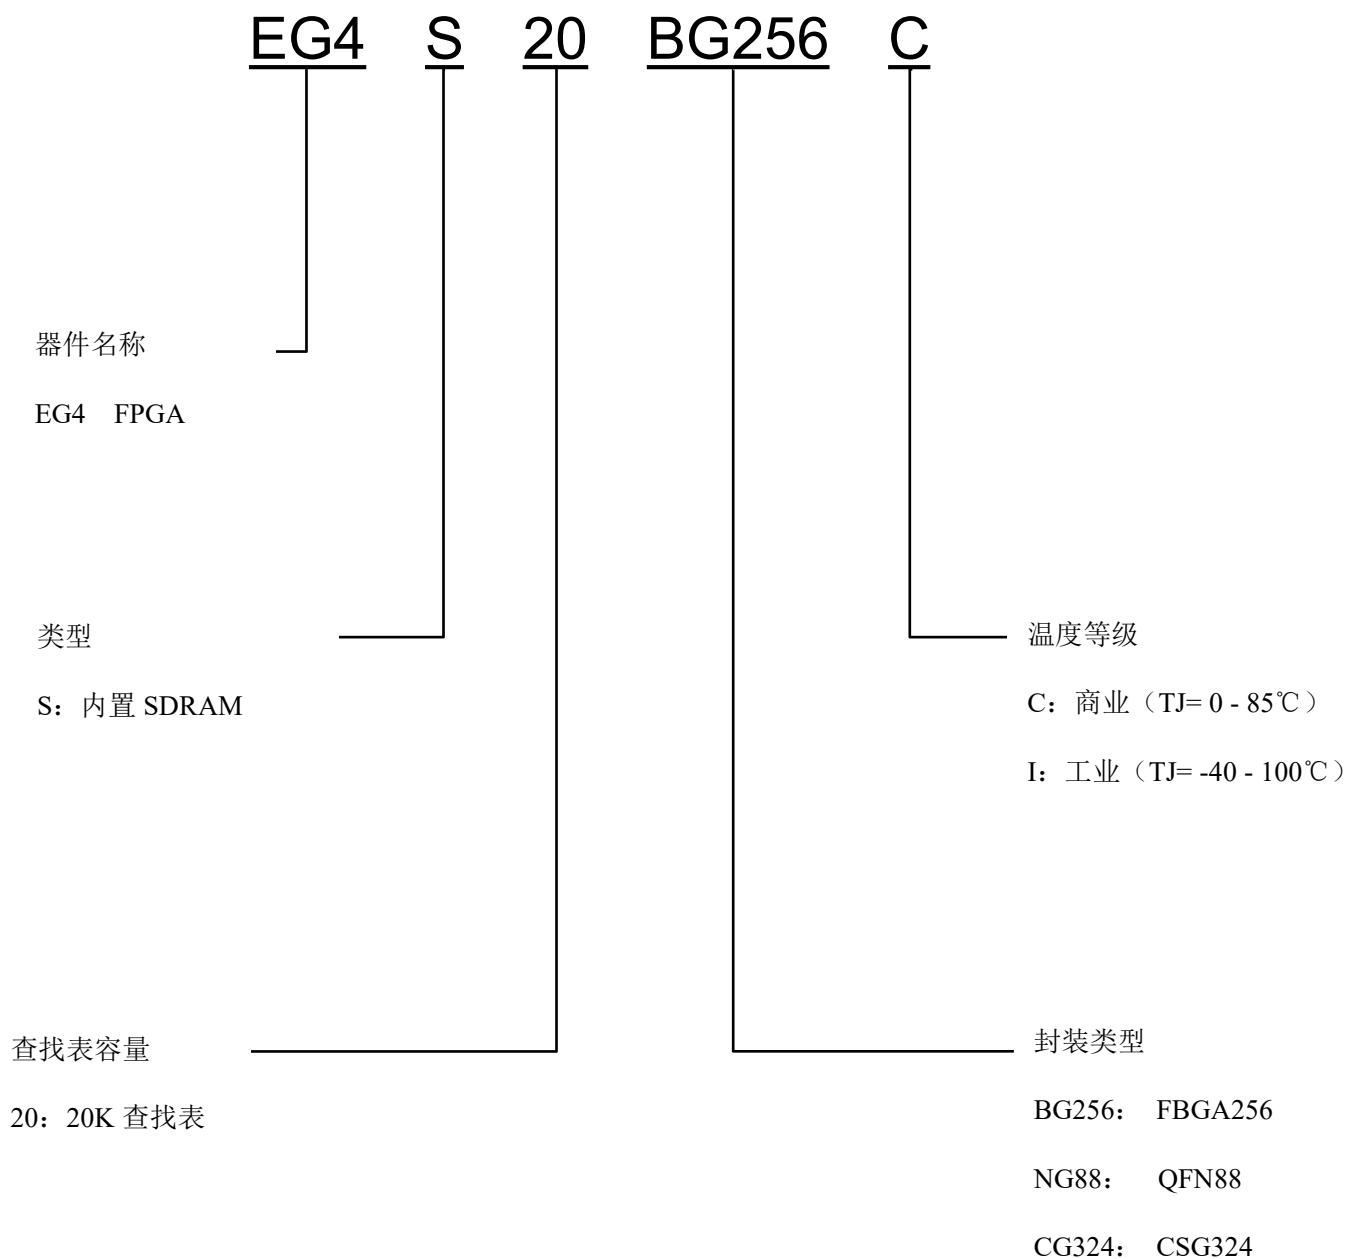 EG4 S 20 BG256 C
器件名称
EG4 FPGA
类型
S：内置 SDRAM
温度等级
C：商业（TJ= 0 - 85℃）
I：工业（TJ= -40 - 100℃）
查找表容量
20：20K 查找表
封装类型
BG256： FBGA256
NG88： QFN88
CG324： CSG324